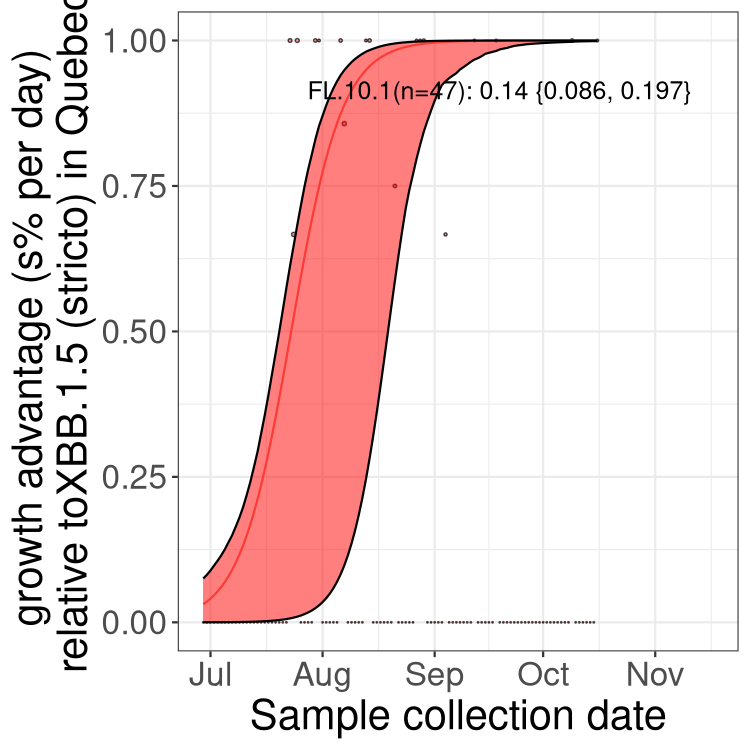 growth advantage (s% per day)
relative toXBB.1.5 (stricto) in Quebec
1.00
0.75
0.50
0.25
0.00
FL.10.1(n=47): 0.14 {0.086, 0.197}
Jul Aug Sep Oct Nov
Sample collection date